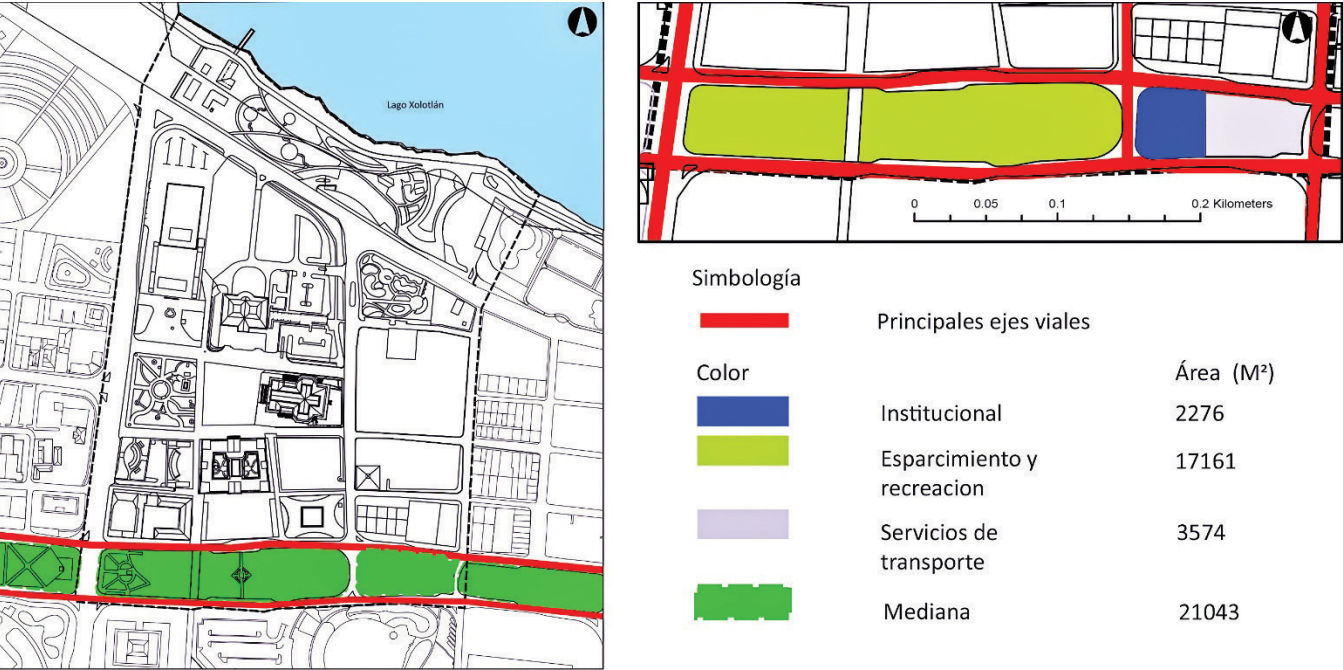 Lago Xolotlán
0 0.05 0.1 0.2 Kilometers
Simbología
Principales ejes viales
Color Área (M²)
Institucional 2276
Esparcimiento y 17161
recreacion
Servicios de 3574
transporte
Mediana 21043